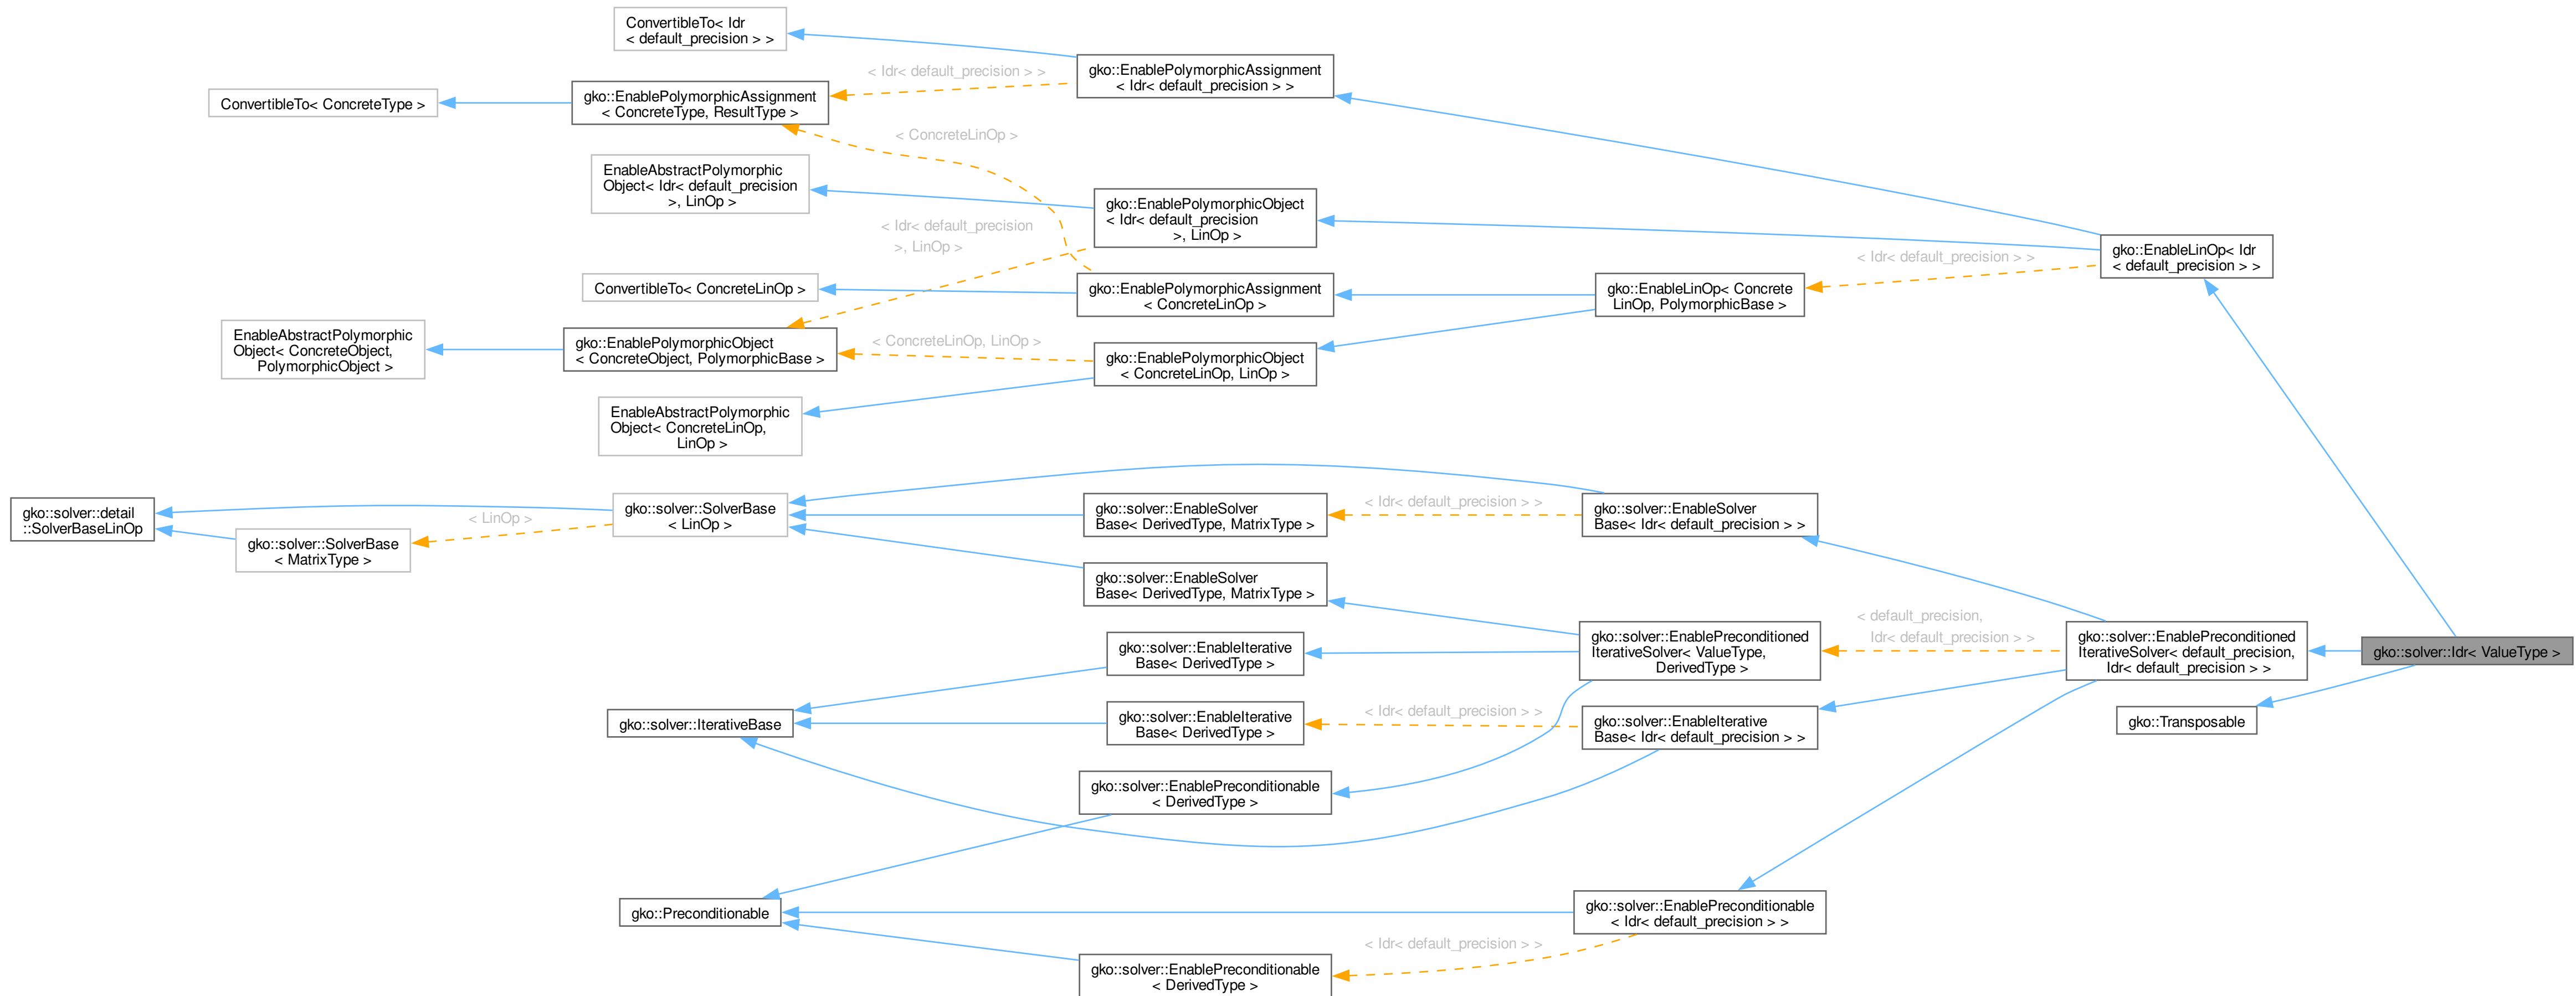 ConvertibleTo< Idr
< default_precision > >
gko::EnablePolymorphicAssignment
< Idr< default_precision > >
< Idr< default_precision > >
ConvertibleTo< ConcreteType >
gko::EnablePolymorphicAssignment
< ConcreteType, ResultType >
< ConcreteLinOp >
EnableAbstractPolymorphic
Object< Idr< default_precision
>, LinOp >
gko::EnablePolymorphicObject
< Idr< default_precision
>, LinOp >
< Idr< default_precision
>, LinOp >
gko::EnableLinOp< Idr
< default_precision > >
< Idr< default_precision > >
ConvertibleTo< ConcreteLinOp >
gko::EnablePolymorphicAssignment
< ConcreteLinOp >
gko::EnableLinOp< Concrete
LinOp, PolymorphicBase >
EnableAbstractPolymorphic
Object< ConcreteObject,
PolymorphicObject >
gko::EnablePolymorphicObject
< ConcreteObject, PolymorphicBase >
< ConcreteLinOp, LinOp >
gko::EnablePolymorphicObject
< ConcreteLinOp, LinOp >
EnableAbstractPolymorphic
Object< ConcreteLinOp,
LinOp >
gko::solver::detail
::SolverBaseLinOp
< LinOp >
gko::solver::SolverBase
< LinOp >
gko::solver::EnableSolver
Base< DerivedType, MatrixType >
< Idr< default_precision > >
gko::solver::EnableSolver
Base< Idr< default_precision > >
gko::solver::SolverBase
< MatrixType >
gko::solver::EnableSolver
Base< DerivedType, MatrixType >
gko::solver::EnableIterative
Base< DerivedType >
gko::solver::EnablePreconditioned
IterativeSolver< ValueType,
DerivedType >
< default_precision,
Idr< default_precision > >
gko::solver::EnablePreconditioned
IterativeSolver< default_precision,
Idr< default_precision > >
gko::solver::Idr< ValueType >
gko::solver::IterativeBase
gko::solver::EnableIterative
Base< DerivedType >
< Idr< default_precision > >
gko::solver::EnableIterative
Base< Idr< default_precision > >
gko::Transposable
gko::solver::EnablePreconditionable
< DerivedType >
gko::Preconditionable
gko::solver::EnablePreconditionable
< Idr< default_precision > >
< Idr< default_precision > >
gko::solver::EnablePreconditionable
< DerivedType >